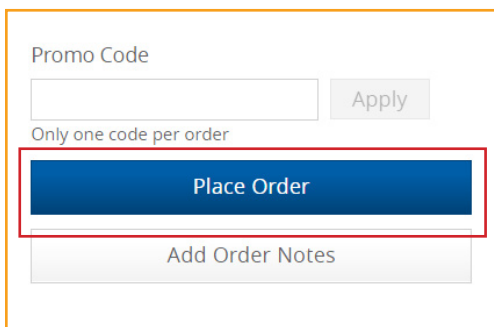 Promo Code
Apply
Only one code per order
Place Order
Add Order Notes